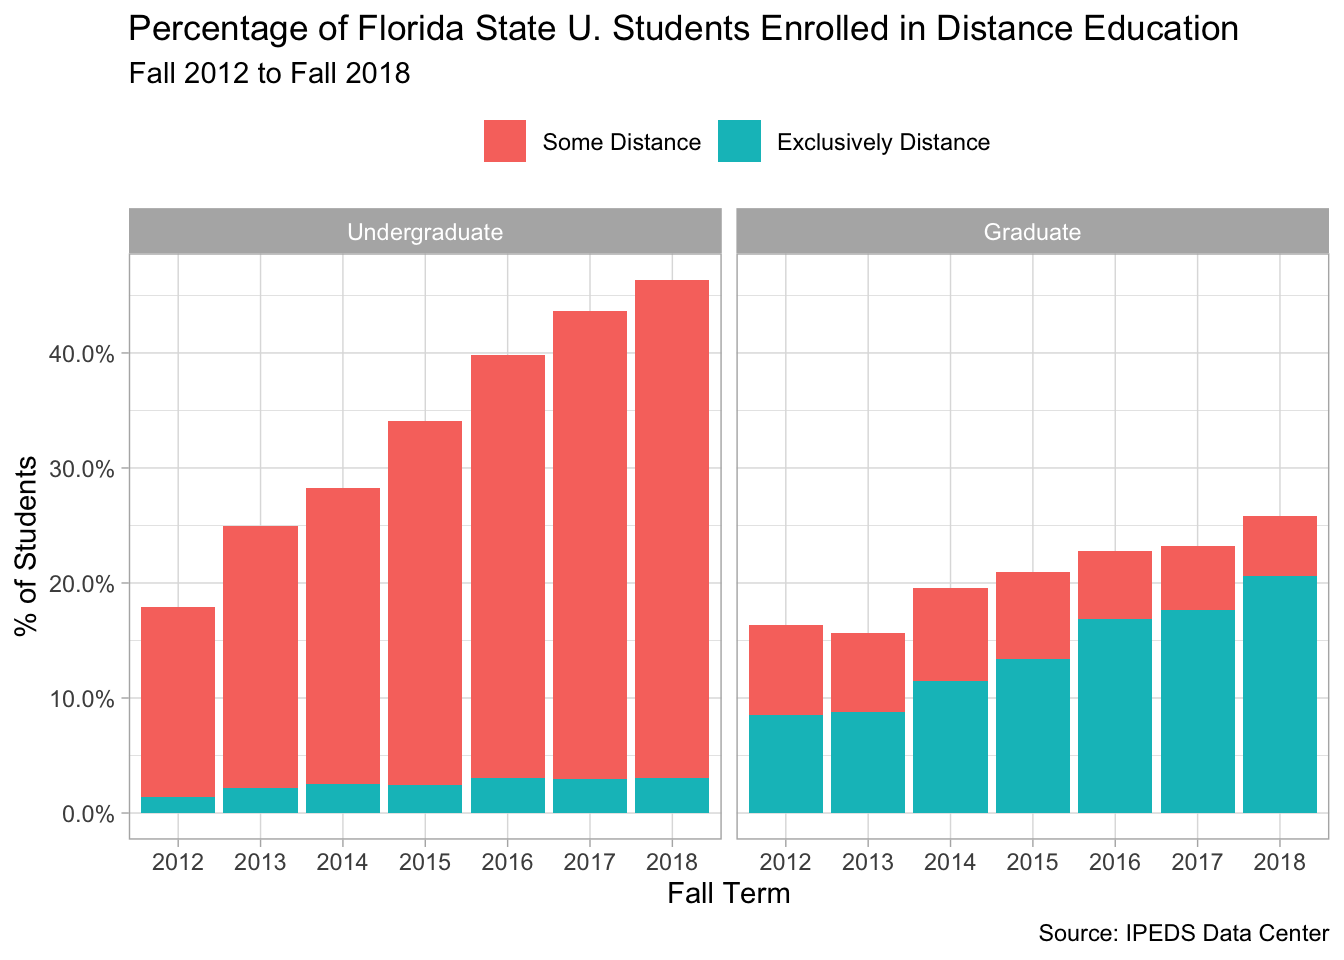 Percentage of Florida State U. Students Enrolled in Distance Education
Fall 2012 to Fall 2018
Some Distance Exclusively Distance
Undergraduate Graduate
40.0%
30.0%
20.0%
10.0%
0.0%
% of Students
2012 2013 2014 2015 2016 2017 2018 2012 2013 2014 2015 2016 2017 2018
Fall Term
Source: IPEDS Data Center